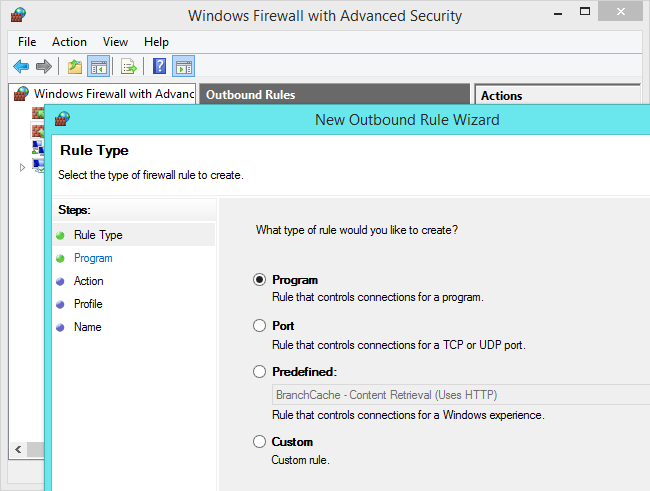 Windows Firewall with Advanced Security
File Action View Help
Windows Firewall with Advanc
Outbound Rules
Actions
New Outbound Rule Wizard
Rule Type
Select the type of firewall rule to create.
Steps:
Rule Type
Program
Action
Profile
Name
What type of rule would you like to create?
Program
Rule that controls connections for a program.
Port
Rule that controls connections for a TCP or UDP port.
Predefined:
BranchCache - Content Retrieval (Uses HTTP)
Rule that controls connections for a Windows experience.
Custom
Custom rule.